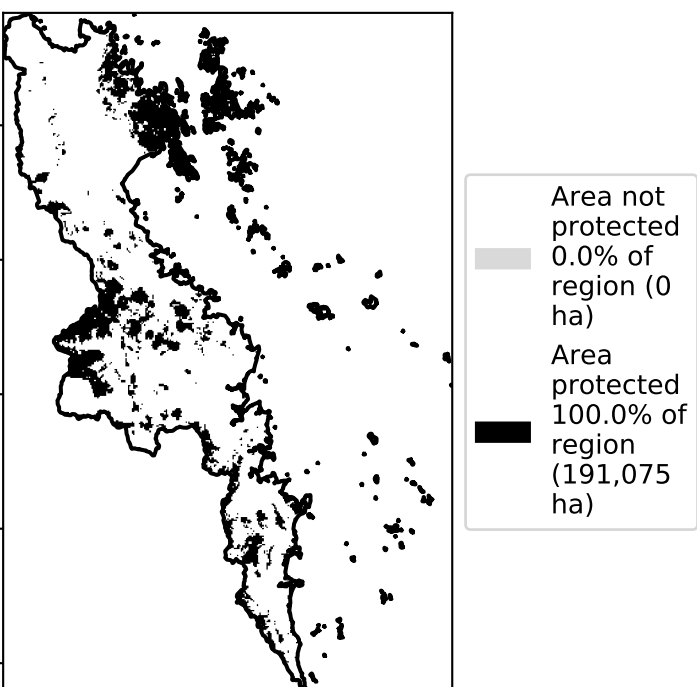 Area not
protected
0.0% of
region (0
ha)
Area
protected
100.0% of
region
(191,075
ha)